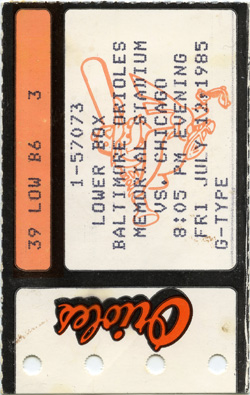 39 LOW 86 3
1-57073
LOWER BOX
BALTIMORE ORIOLES
MEMORIAL STADIUM
VS. CHICAGO
8:05 PM EVENING
FRI JULY 12,1985
G-TYPE
Orioles